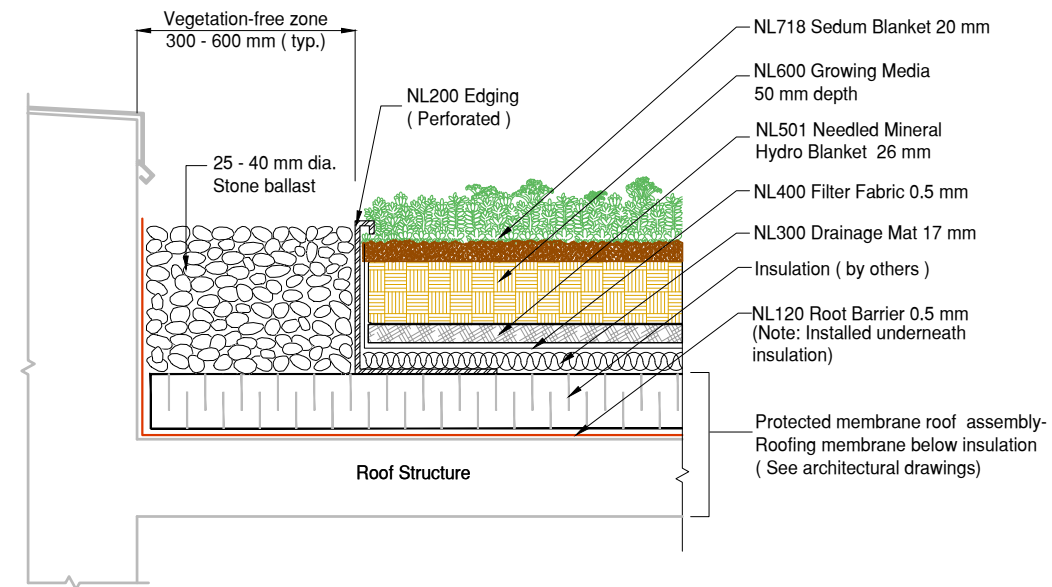 Vegetation-free zone
300 - 600 mm ( typ.)
NL200 Edging
( Perforated )
25 - 40 mm dia.
Stone ballast
NL718 Sedum Blanket 20 mm
NL600 Growing Media
50 mm depth
NL501 Needled Mineral
Hydro Blanket  26 mm
NL400 Filter Fabric 0.5 mm
NL300 Drainage Mat 17 mm
Insulation ( by others )
NL120 Root Barrier 0.5 mm
(Note: Installed underneath
insulation)
Protected membrane roof  assembly-
Roofing membrane below insulation
( See architectural drawings)
Roof Structure